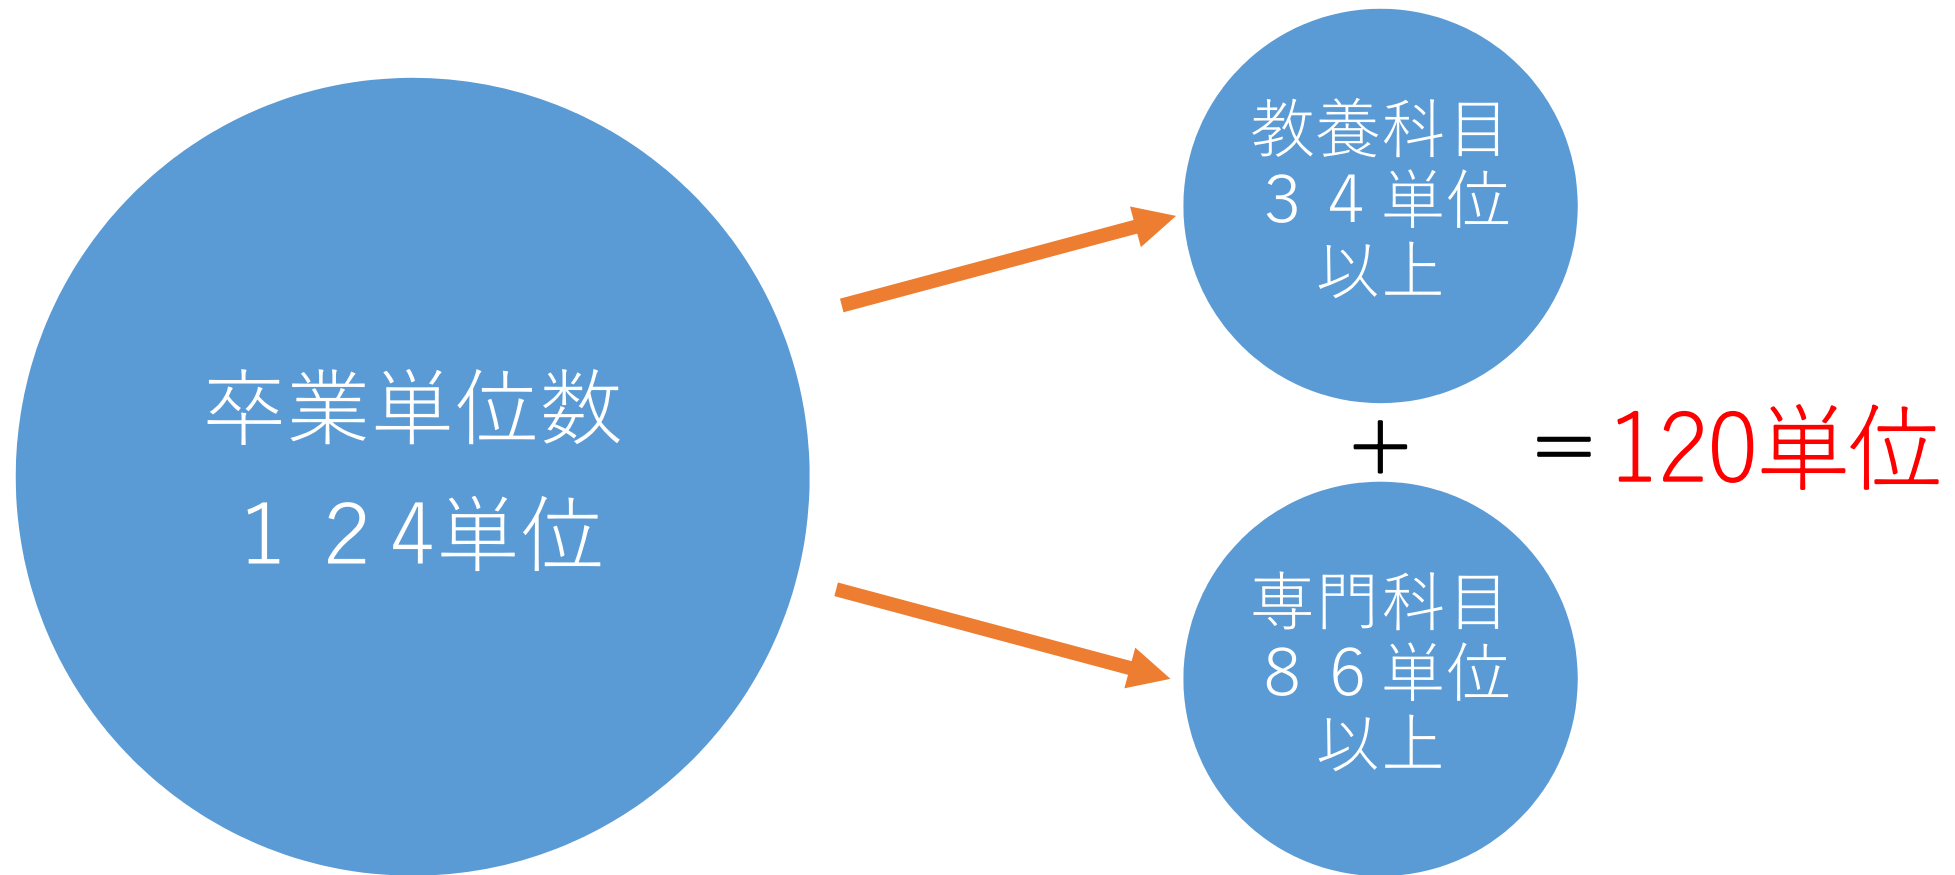 卒業単位数
１２4単位
教養科目
３４単位
以上
＋
専門科目
８６単位
以上
＝120単位